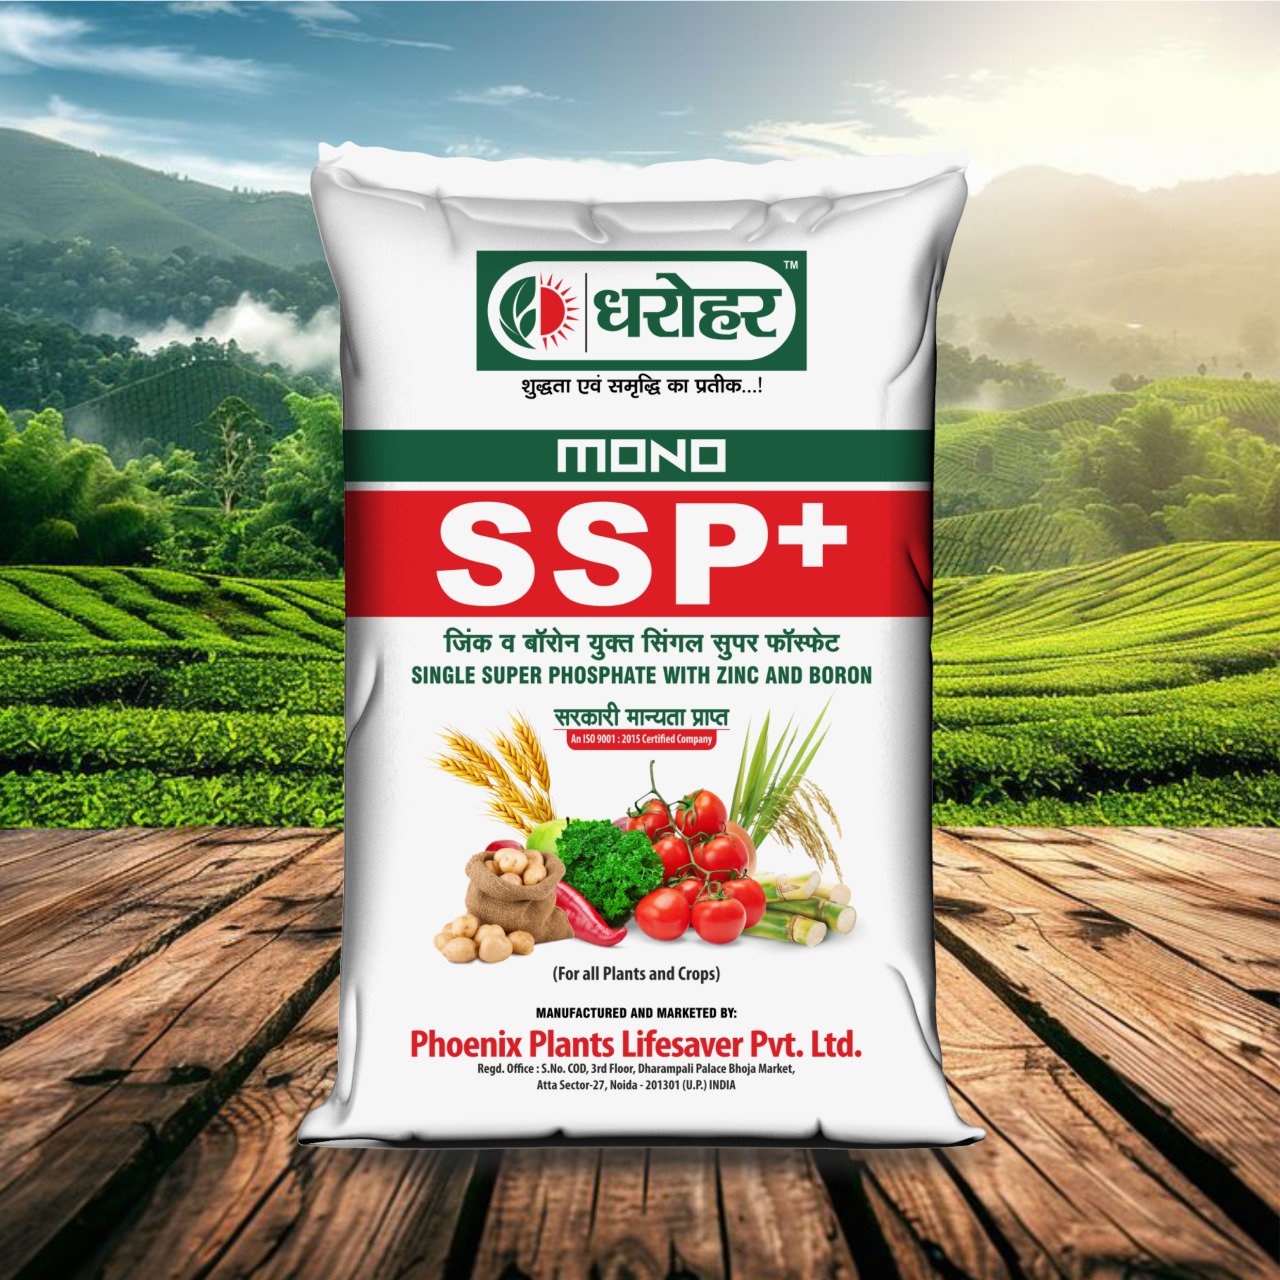 धरोहर TM
शुद्धता एवं समृद्धि का प्रतीक...!
MONO
SSP+
जिंक व बॉरोन युक्त सिंगल सुपर फॉस्फेट
SINGLE SUPER PHOSPHATE WITH ZINC AND BORON
सरकारी मान्यता प्राप्त
An ISO 9001 : 2015 Certified Company
(For all Plants and Crops)
MANUFACTURED AND MARKETED BY:
Phoenix Plants Lifesaver Pvt. Ltd.
Regd. Office : S.No. COD, 3rd Floor, Dharampali Palace Bhoja Market,
Atta Sector-27, Noida - 201301 (U.P.) INDIA